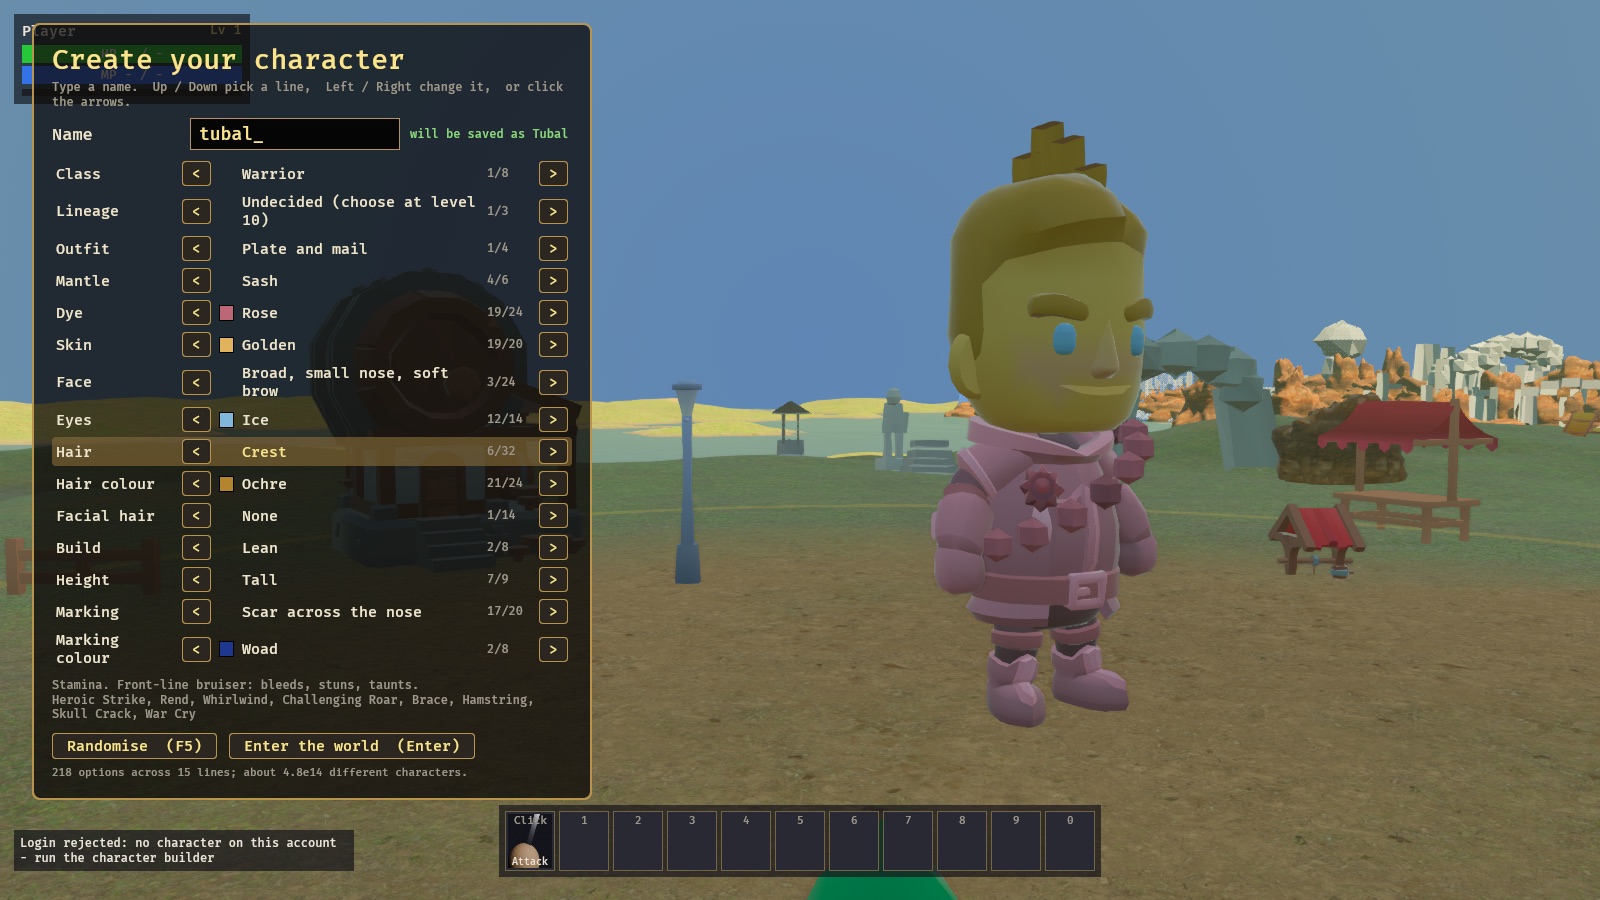 Player Lv 1
HP - / -
MP - / -
Create your character
Type a name. Up / Down pick a line, Left / Right change it, or click
the arrows.
Name tubal_ will be saved as Tubal
Class < Warrior 1/8 >
Lineage < Undecided (choose at level
10) 1/3 >
Outfit < Plate and mail 1/4 >
Mantle < Sash 4/6 >
Dye < Rose 19/24 >
Skin < Golden 19/20 >
Face < Broad, small nose, soft
brow 3/24 >
Eyes < Ice 12/14 >
Hair < Crest 6/32 >
Hair colour < Ochre 21/24 >
Facial hair < None 1/14 >
Build < Lean 2/8 >
Height < Tall 7/9 >
Marking < Scar across the nose 17/20 >
Marking
colour < Woad 2/8 >
Stamina. Front-line bruiser: bleeds, stuns, taunts.
Heroic Strike, Rend, Whirlwind, Challenging Roar, Brace, Hamstring,
Skull Crack, War Cry
Randomise (F5) Enter the world (Enter)
218 options across 15 lines; about 4.8e14 different characters.
Login rejected: no character on this account
- run the character builder
Click 1 2 3 4 5 6 7 8 9 0
Attack